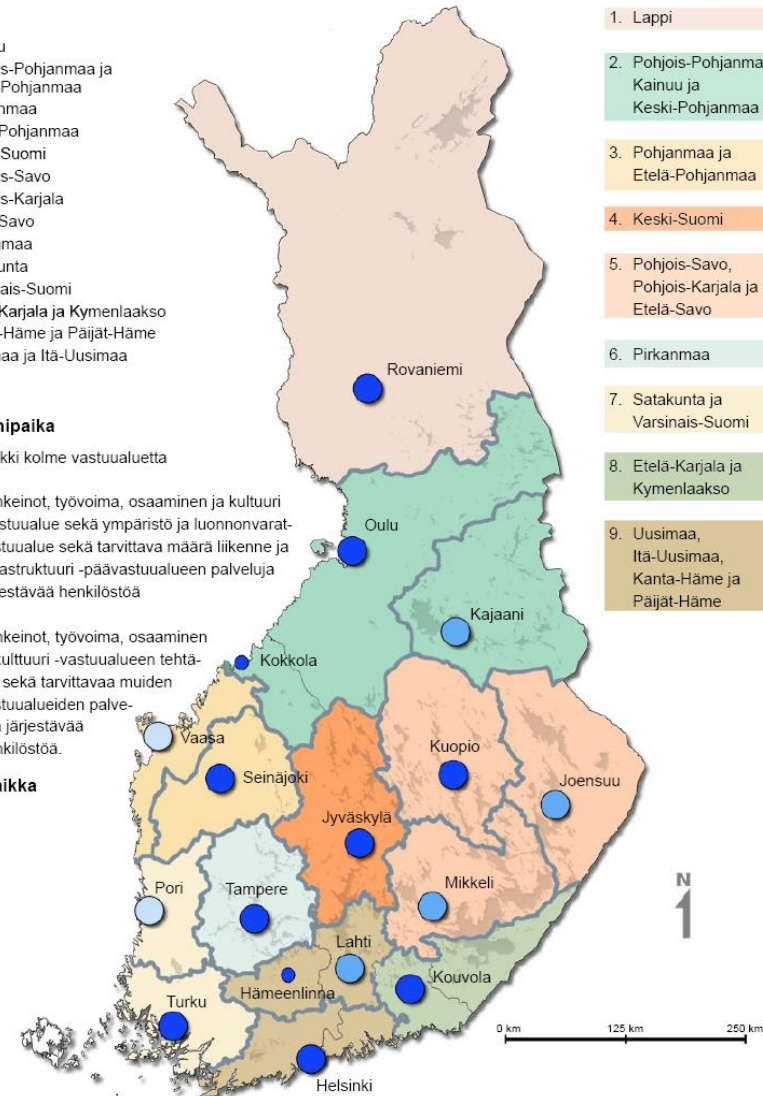 u
s-Pohjanmaa ja
-Pohjanmaa
nmaa
Pohjanmaa
-Suomi
s-Savo
s-Karjala
Savo
nmaa
unta
ais-Suomi
Karjala ja Kymenlaakso
-Häme ja Päijät-Häme
aa ja Itä-Uusimaa
ipaika
kki kolme vastuualuetta
nkeinot, työvoima, osaaminen ja kultuuri
stuualue sekä ympäristö ja luonnonvarat-
stuualue sekä tarvittava määrä liikenne ja
astruktuuri -päävastuualueen palveluja
estävää henkilöstöä
nkeinot, työvoima, osaaminen
kulttuuri -vastuualueen tehtä-
sekä tarvittavaa muiden
stuualueiden palve-
a järjestävää
nkilöstöä.
aikka
1. Lappi
2. Pohjois-Pohjanma
Kainuu ja
Keski-Pohjanmaa
3. Pohjanmaa ja
Etelä-Pohjanmaa
4. Keski-Suomi
5. Pohjois-Savo,
Pohjois-Karjala ja
Etelä-Savo
6. Pirkanmaa
7. Satakunta ja
Varsinais-Suomi
8. Etelä-Karjala ja
Kymenlaakso
9. Uusimaa,
Itä-Uusimaa,
Kanta-Häme ja
Päijät-Häme
Rovaniemi
Oulu
Kajaani
Kokkola
Vaasa
Seinäjoki
Kuopio
Joensuu
Jyväskylä
Pori
Tampere
Mikkeli
Lahti
Hämeenlinna
Kouvola
Turku
Helsinki
N
0 km
125 km
250 km